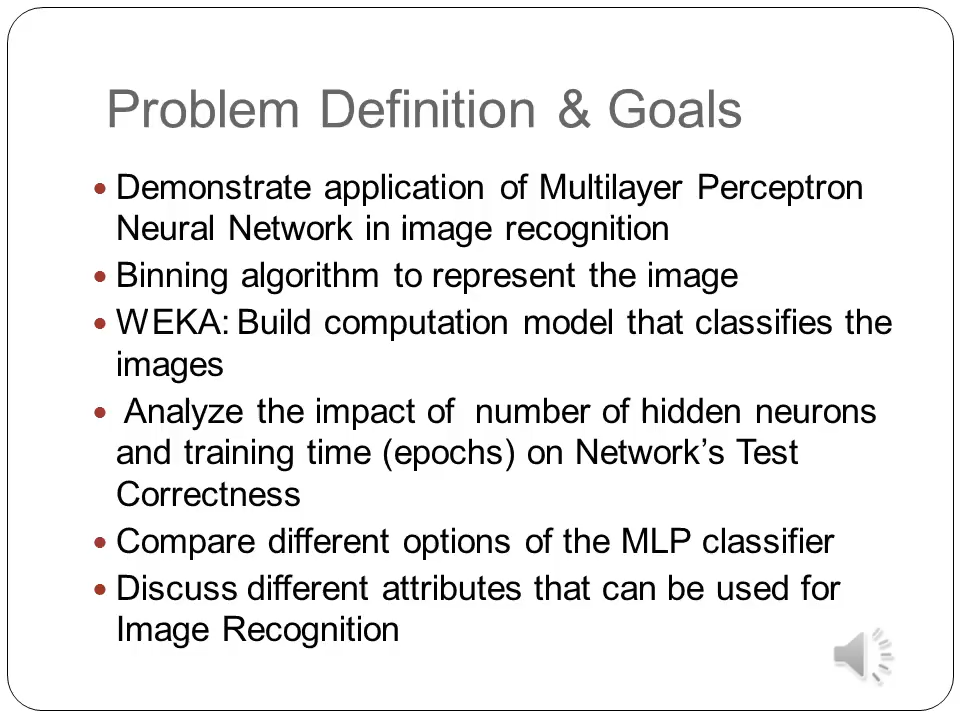 Problem Definition & Goals
Demonstrate application of Multilayer Perceptron
Neural Network in image recognition
Binning algorithm to represent the image
WEKA: Build computation model that classifies the
images
Analyze the impact of  number of hidden neurons
and training time (epochs) on Network’s Test
Correctness
Compare different options of the MLP classifier
Discuss different attributes that can be used for
Image Recognition